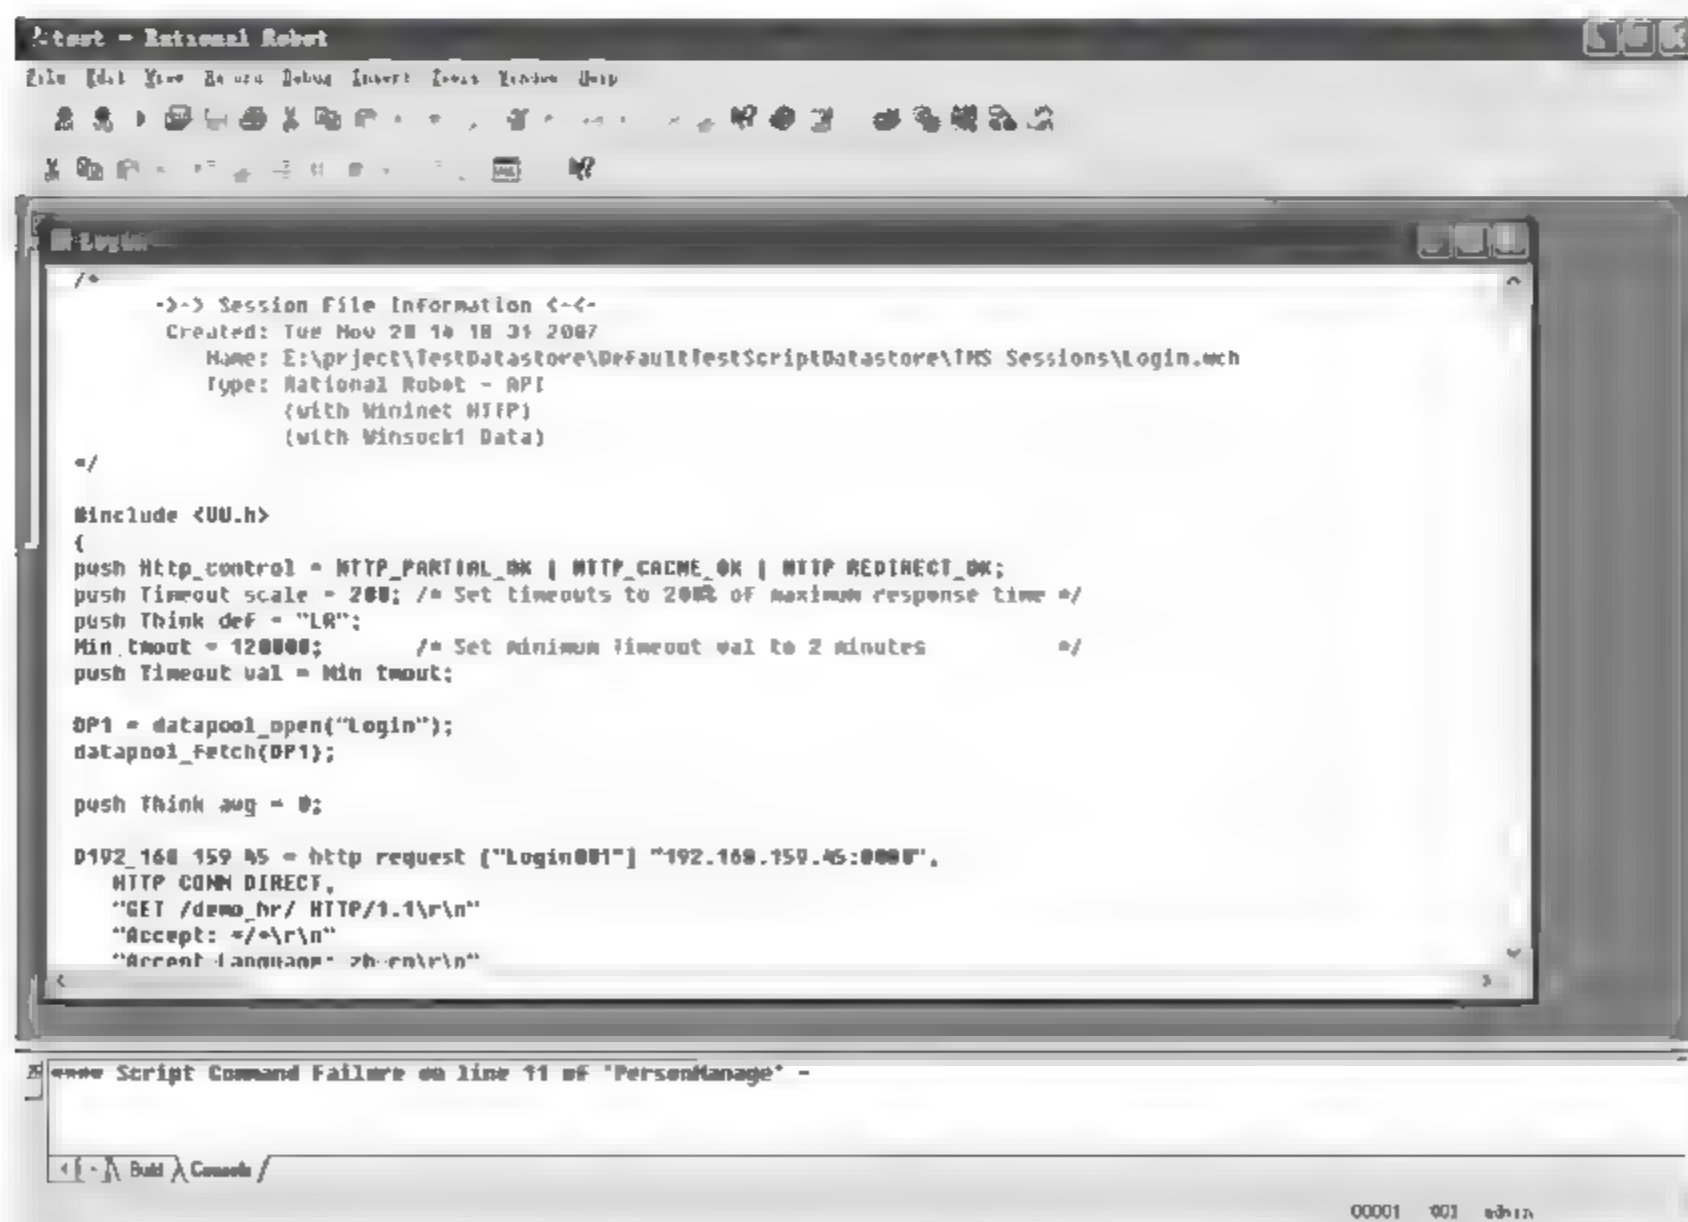 test - Rational Robot
File Edit View Record Debug Insert Tools Window Help
Login
/*
->-> Session File Information <-<-
Created: Tue Nov 20 14 18 31 2007
Name: E:\prject\TestDatastore\DefaultTestScriptDatastore\TMS Sessions\Login.wch
Type: Rational Robot - API
(with Wininet HTTP)
(with Winsock1 Data)
*/
#include <VU.h>
{
push Http_control = HTTP_PARTIAL_OK | HTTP_CACHE_OK | HTTP_REDIRECT_OK;
push Timeout_scale = 200; /* Set timeouts to 200% of maximum response time */
push Think_def = "LR";
Min_tmout = 120000; /* Set minimum Timeout_val to 2 minutes */
push Timeout_val = Min_tmout;
DP1 = datapool_open("Login");
datapool_fetch(DP1);
push Think_avg = 0;
D192_168_159_45 = http_request ["Login001"] "192.168.159.45:8080",
HTTP_CONN_DIRECT,
"GET /demo_hr/ HTTP/1.1\r\n"
"Accept: */*\r\n"
"Accept-Language: zh-cn\r\n"
**** Script Command Failure on line 11 of 'PersonManage' -
Build Console
00001 001 admin